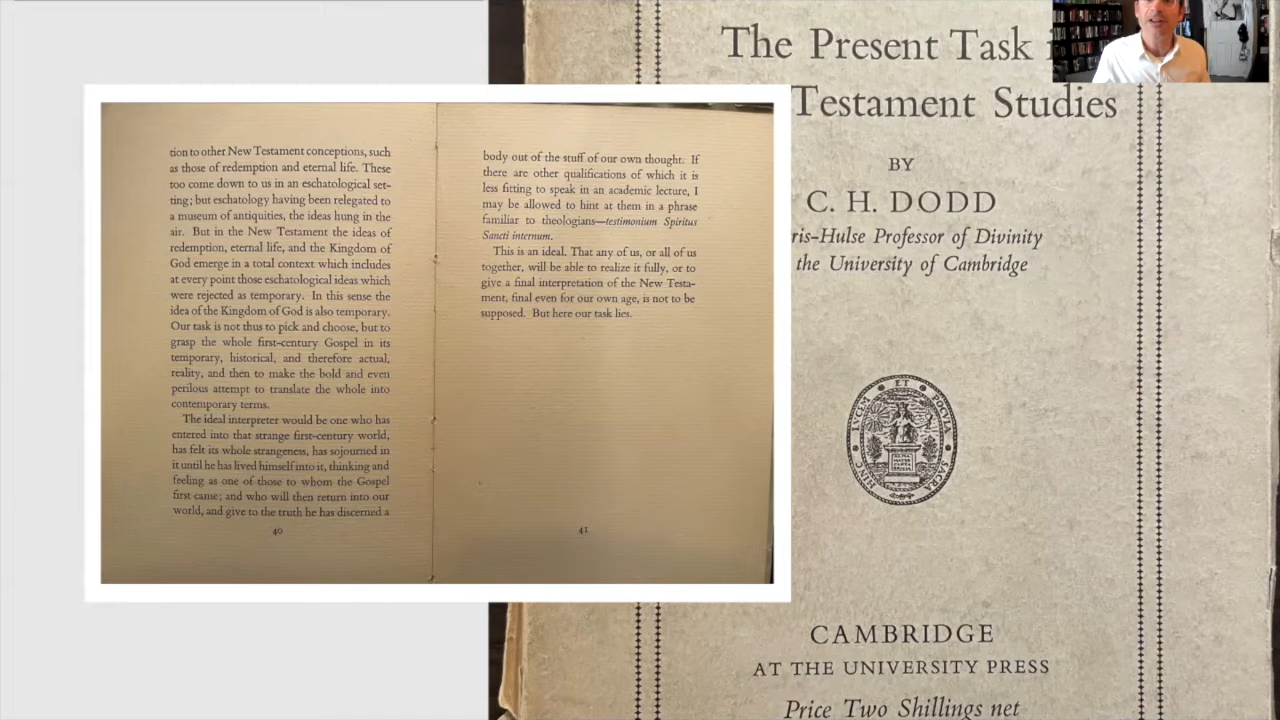 tion to other New Testament conceptions, such
as those of redemption and eternal life. These
too come down to us in an eschatological set-
ting; but eschatology having been relegated to
a museum of antiquities, the ideas hung in the
air. But in the New Testament the ideas of
redemption, eternal life, and the Kingdom of
God emerge in a total context which includes
at every point those eschatological ideas which
were rejected as temporary. In this sense the
idea of the Kingdom of God is also temporary.
Our task is not thus to pick and choose, but to
grasp the whole first-century Gospel in its
temporary, historical, and therefore actual,
reality, and then to make the bold and even
perilous attempt to translate the whole into
contemporary terms.
The ideal interpreter would be one who has
entered into that strange first-century world,
has felt its whole strangeness, has sojourned in
it until he has lived himself into it, thinking and
feeling as one of those to whom the Gospel
first came; and who will then return into our
world, and give to the truth he has discerned a
40
body out of the stuff of our own thought. If
there are other qualifications of which it is
less fitting to speak in an academic lecture, I
may be allowed to hint at them in a phrase
familiar to theologians—testimonium Spiritus
Sancti internum.
This is an ideal. That any of us, or all of us
together, will be able to realize it fully, or to
give a final interpretation of the New Testa-
ment, final even for our own age, is not to be
supposed. But here our task lies.
41
The Present Task
Testament Studies
BY
C. H. DODD
ris-Hulse Professor of Divinity
the University of Cambridge
HINC LVCEM ET POCVLA SACRA
CAMBRIDGE
AT THE UNIVERSITY PRESS
Price Two Shillings net